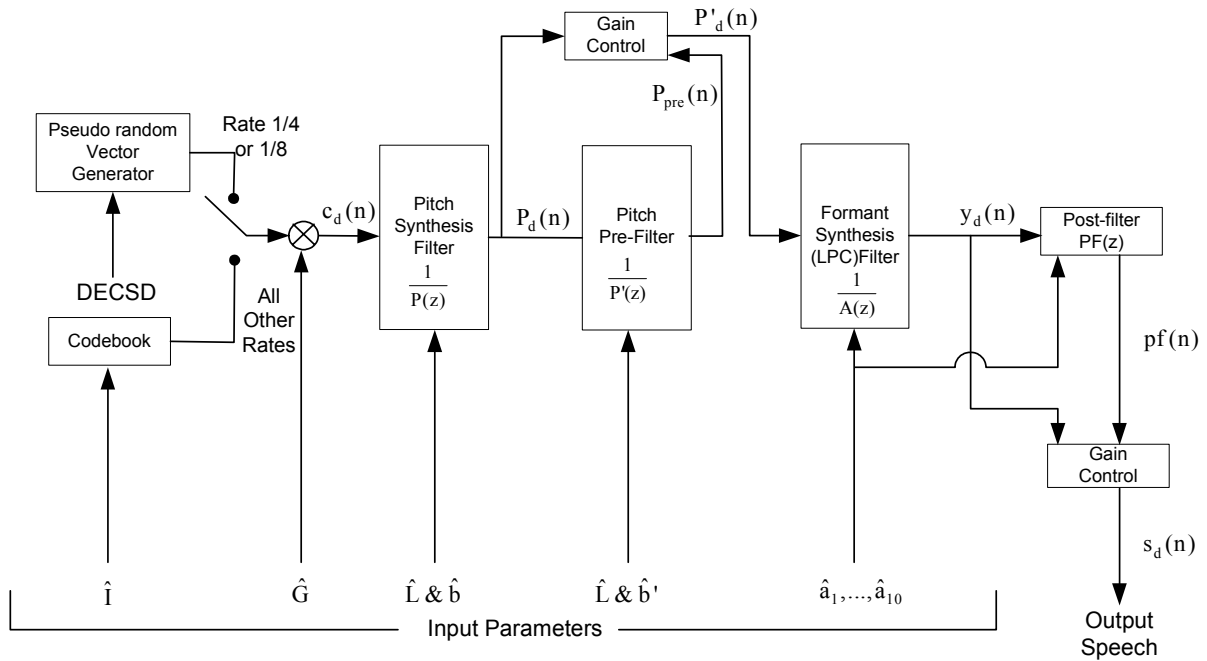 Gain
Control
P'd(n)
Ppre(n)
Pseudo random
Vector
Generator
Rate 1/4
or 1/8
cd(n)
Pitch
Synthesis
Filter
1
P(z)
Pd(n)
Pitch
Pre-Filter
1
P'(z)
Formant
Synthesis
(LPC)Filter
1
A(z)
yd(n)
Post-filter
PF(z)
DECSD
Codebook
All
Other
Rates
pf(n)
Gain
Control
sd(n)
Î
Ĝ
L̂ & b̂
L̂ & b̂'
â1,...,â10
Input Parameters
Output
Speech